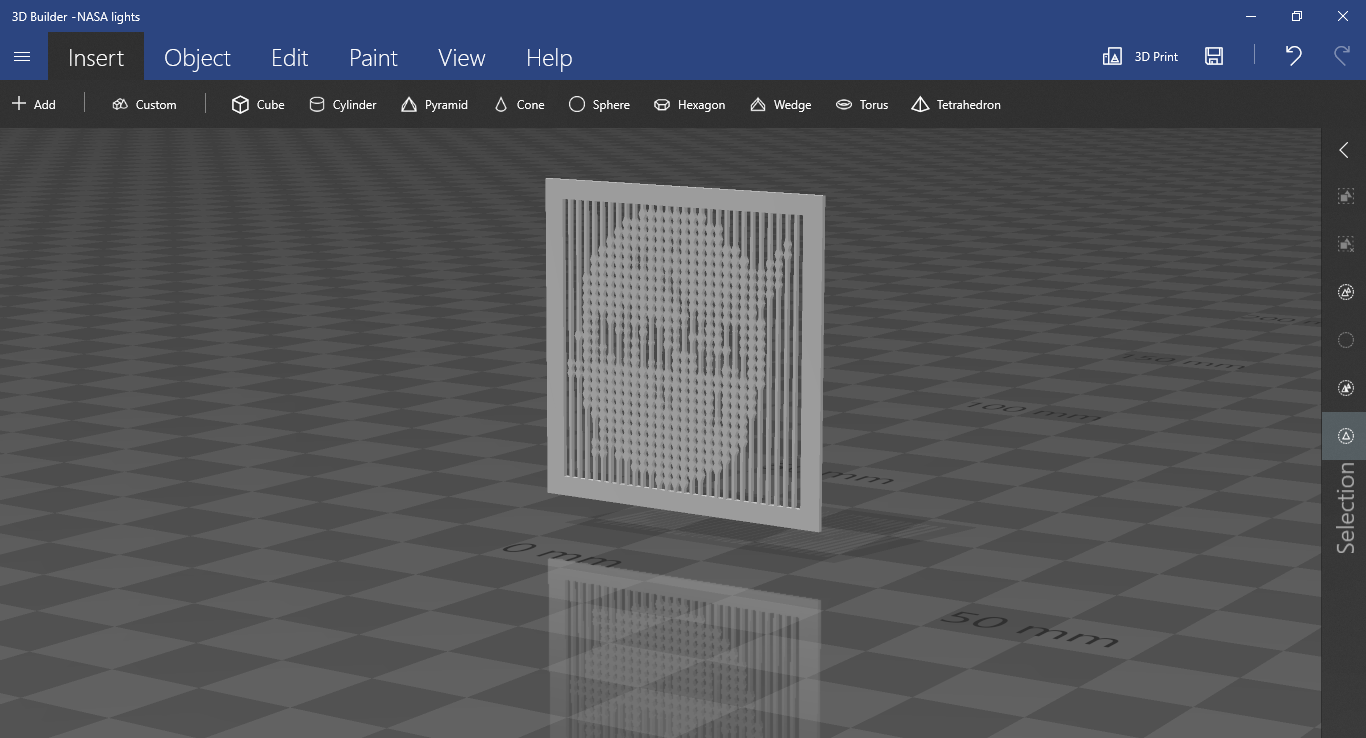 3D Builder -NASA lights
Insert Object Edit Paint View Help
3D Print
Add Custom Cube Cylinder Pyramid Cone Sphere Hexagon Wedge Torus Tetrahedron
150 mm
100 mm
mm
0 mm
50 mm
Selection